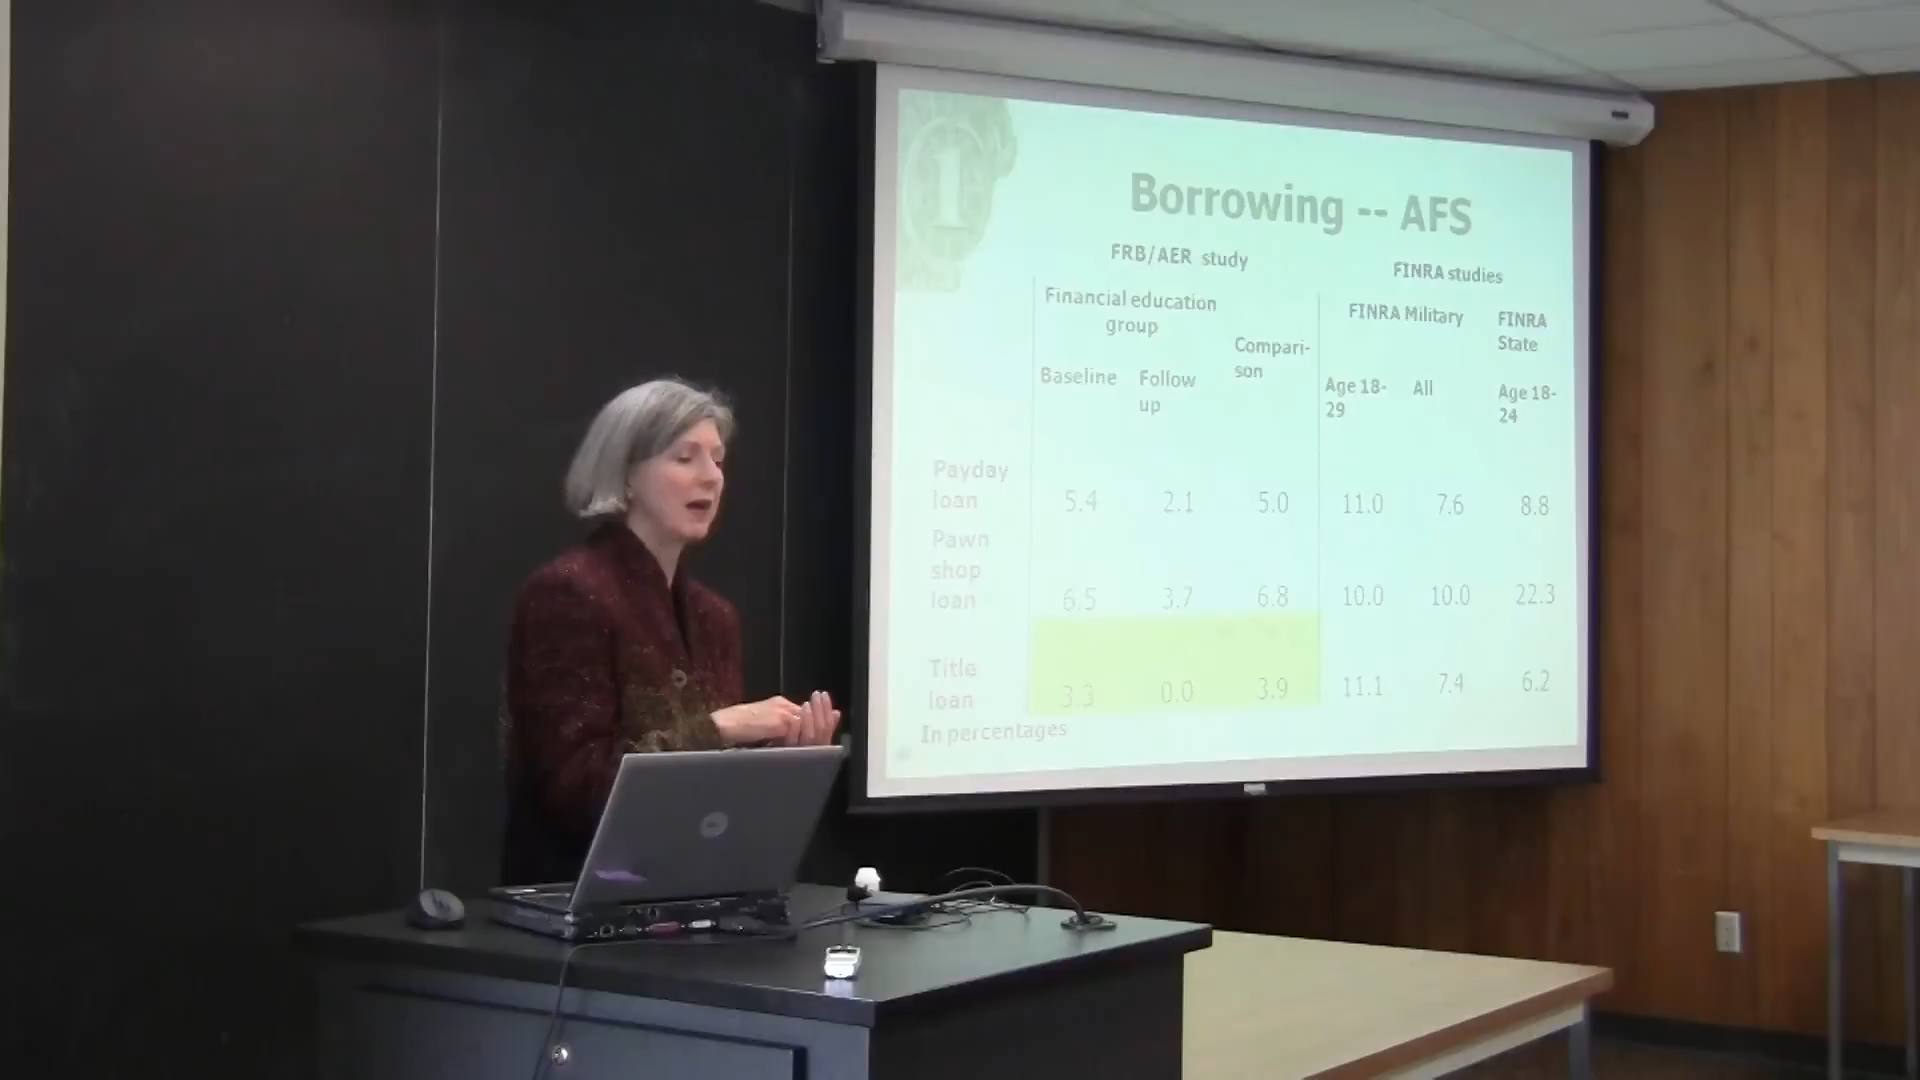 1
Borrowing -- AFS
FRB/AER study
FINRA studies
Financial education
group
Compari-
son
FINRA Military
FINRA
State
Baseline
Follow
up
Age 18-
29
All
Age 18-
24
Payday
loan
5.4 2.1 5.0 11.0 7.6 8.8
Pawn
shop
loan
6.5 3.7 6.8 10.0 10.0 22.3
Title
loan
3.3 0.0 3.9 11.1 7.4 6.2
In percentages
DELL